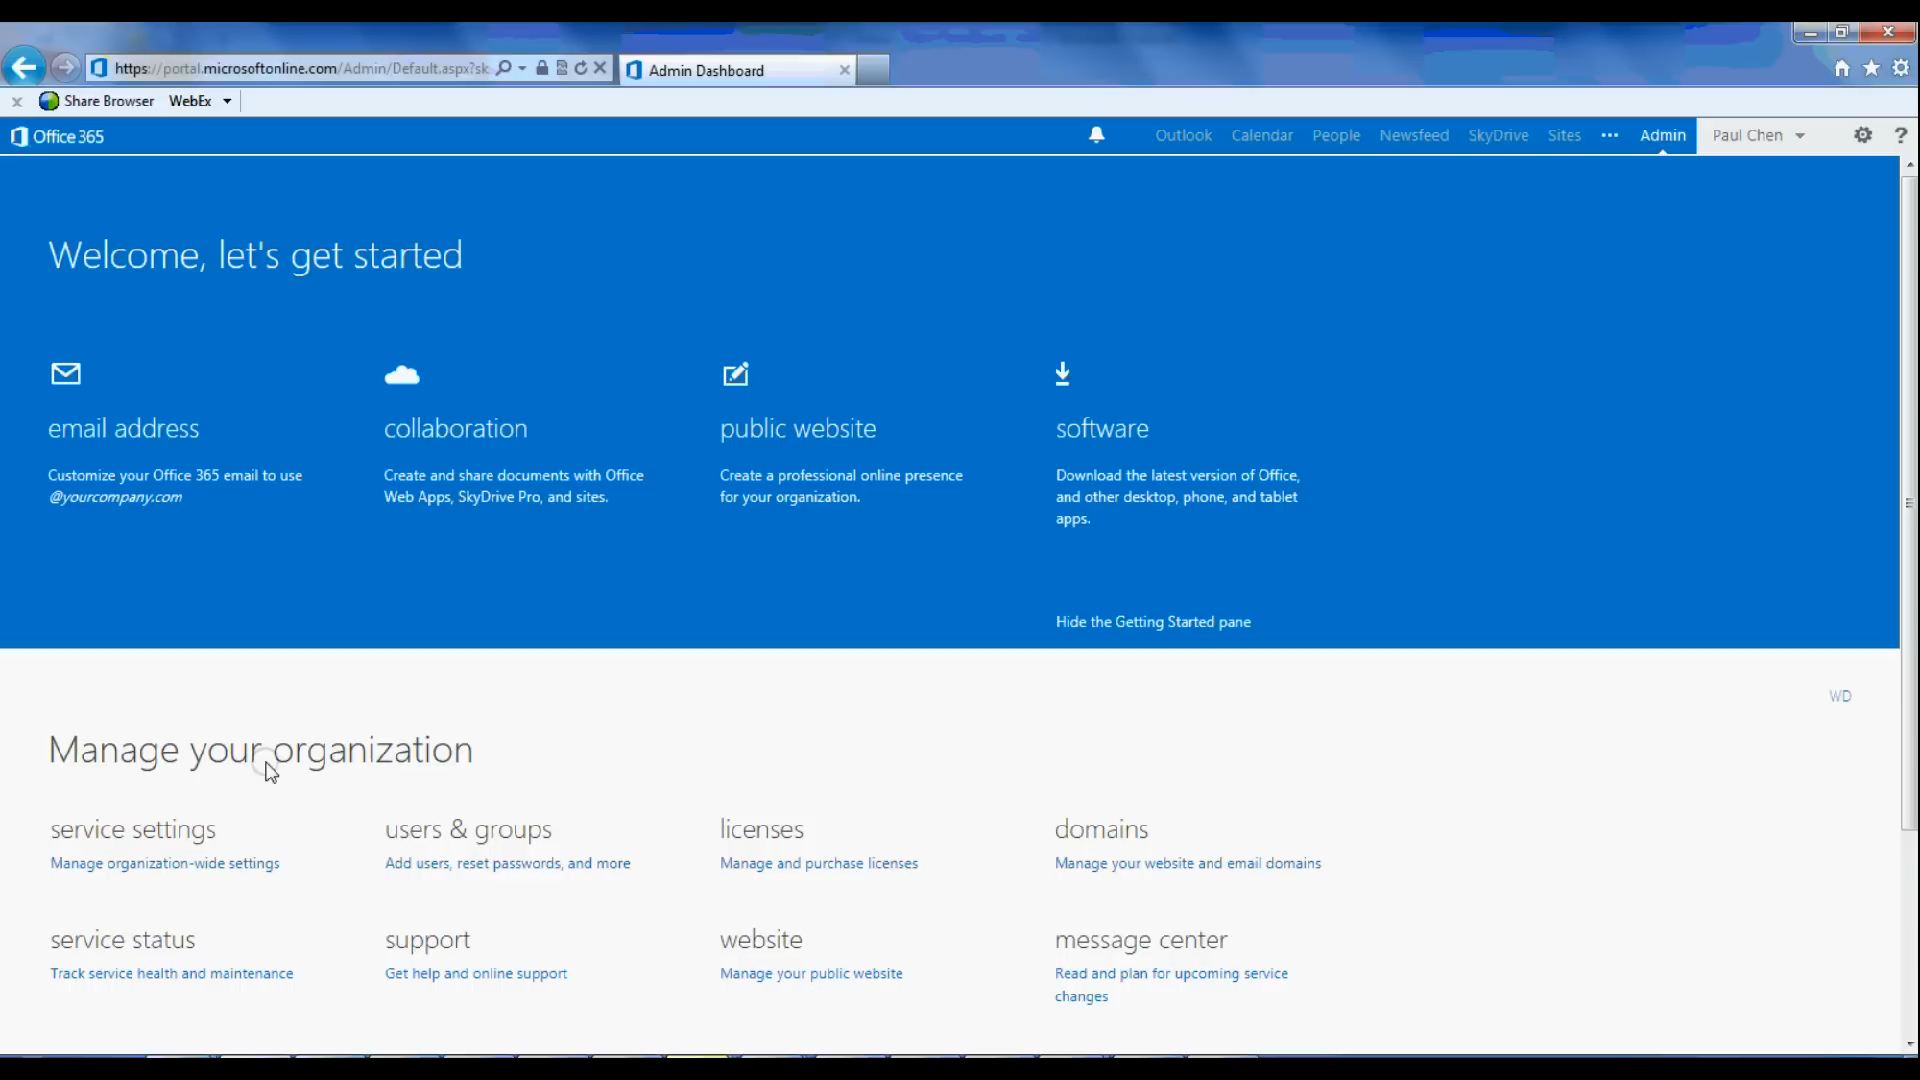 https://portal.microsoftonline.com/Admin/Default.aspx?sk
Admin Dashboard
Share Browser WebEx
Office 365
Outlook Calendar People Newsfeed SkyDrive Sites ••• Admin Paul Chen ?
Welcome, let's get started
email address
Customize your Office 365 email to use
@yourcompany.com
collaboration
Create and share documents with Office
Web Apps, SkyDrive Pro, and sites.
public website
Create a professional online presence
for your organization.
software
Download the latest version of Office,
and other desktop, phone, and tablet
apps.
Hide the Getting Started pane
WD
Manage your organization
service settings
Manage organization-wide settings
users & groups
Add users, reset passwords, and more
licenses
Manage and purchase licenses
domains
Manage your website and email domains
service status
Track service health and maintenance
support
Get help and online support
website
Manage your public website
message center
Read and plan for upcoming service
changes